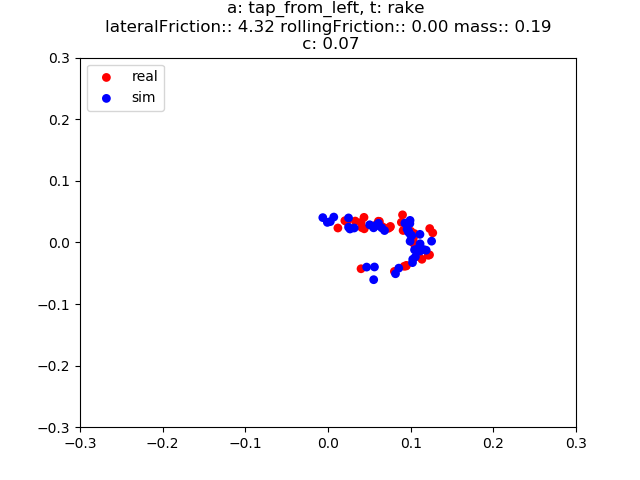 a: tap_from_left, t: rake
lateralFriction:: 4.32 rollingFriction:: 0.00 mass:: 0.19
c: 0.07
real
sim
0.3
0.2
0.1
0.0
−0.1
−0.2
−0.3
−0.3 −0.2 −0.1 0.0 0.1 0.2 0.3